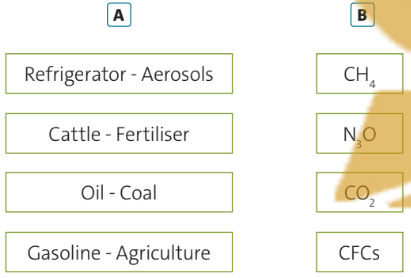 A B
Refrigerator - Aerosols CH₄
Cattle - Fertiliser N₃O
Oil - Coal CO₂
Gasoline - Agriculture CFCs